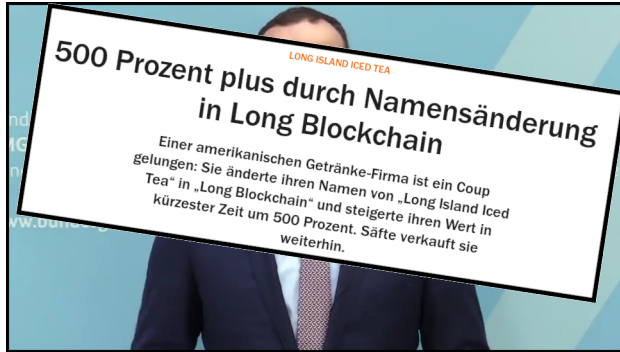 LONG ISLAND ICED TEA
500 Prozent plus durch Namensänderung
in Long Blockchain
Einer amerikanischen Getränke-Firma ist ein Coup
gelungen: Sie änderte ihren Namen von „Long Island Iced
Tea“ in „Long Blockchain“ und steigerte ihren Wert in
kürzester Zeit um 500 Prozent. Säfte verkauft sie
weiterhin.